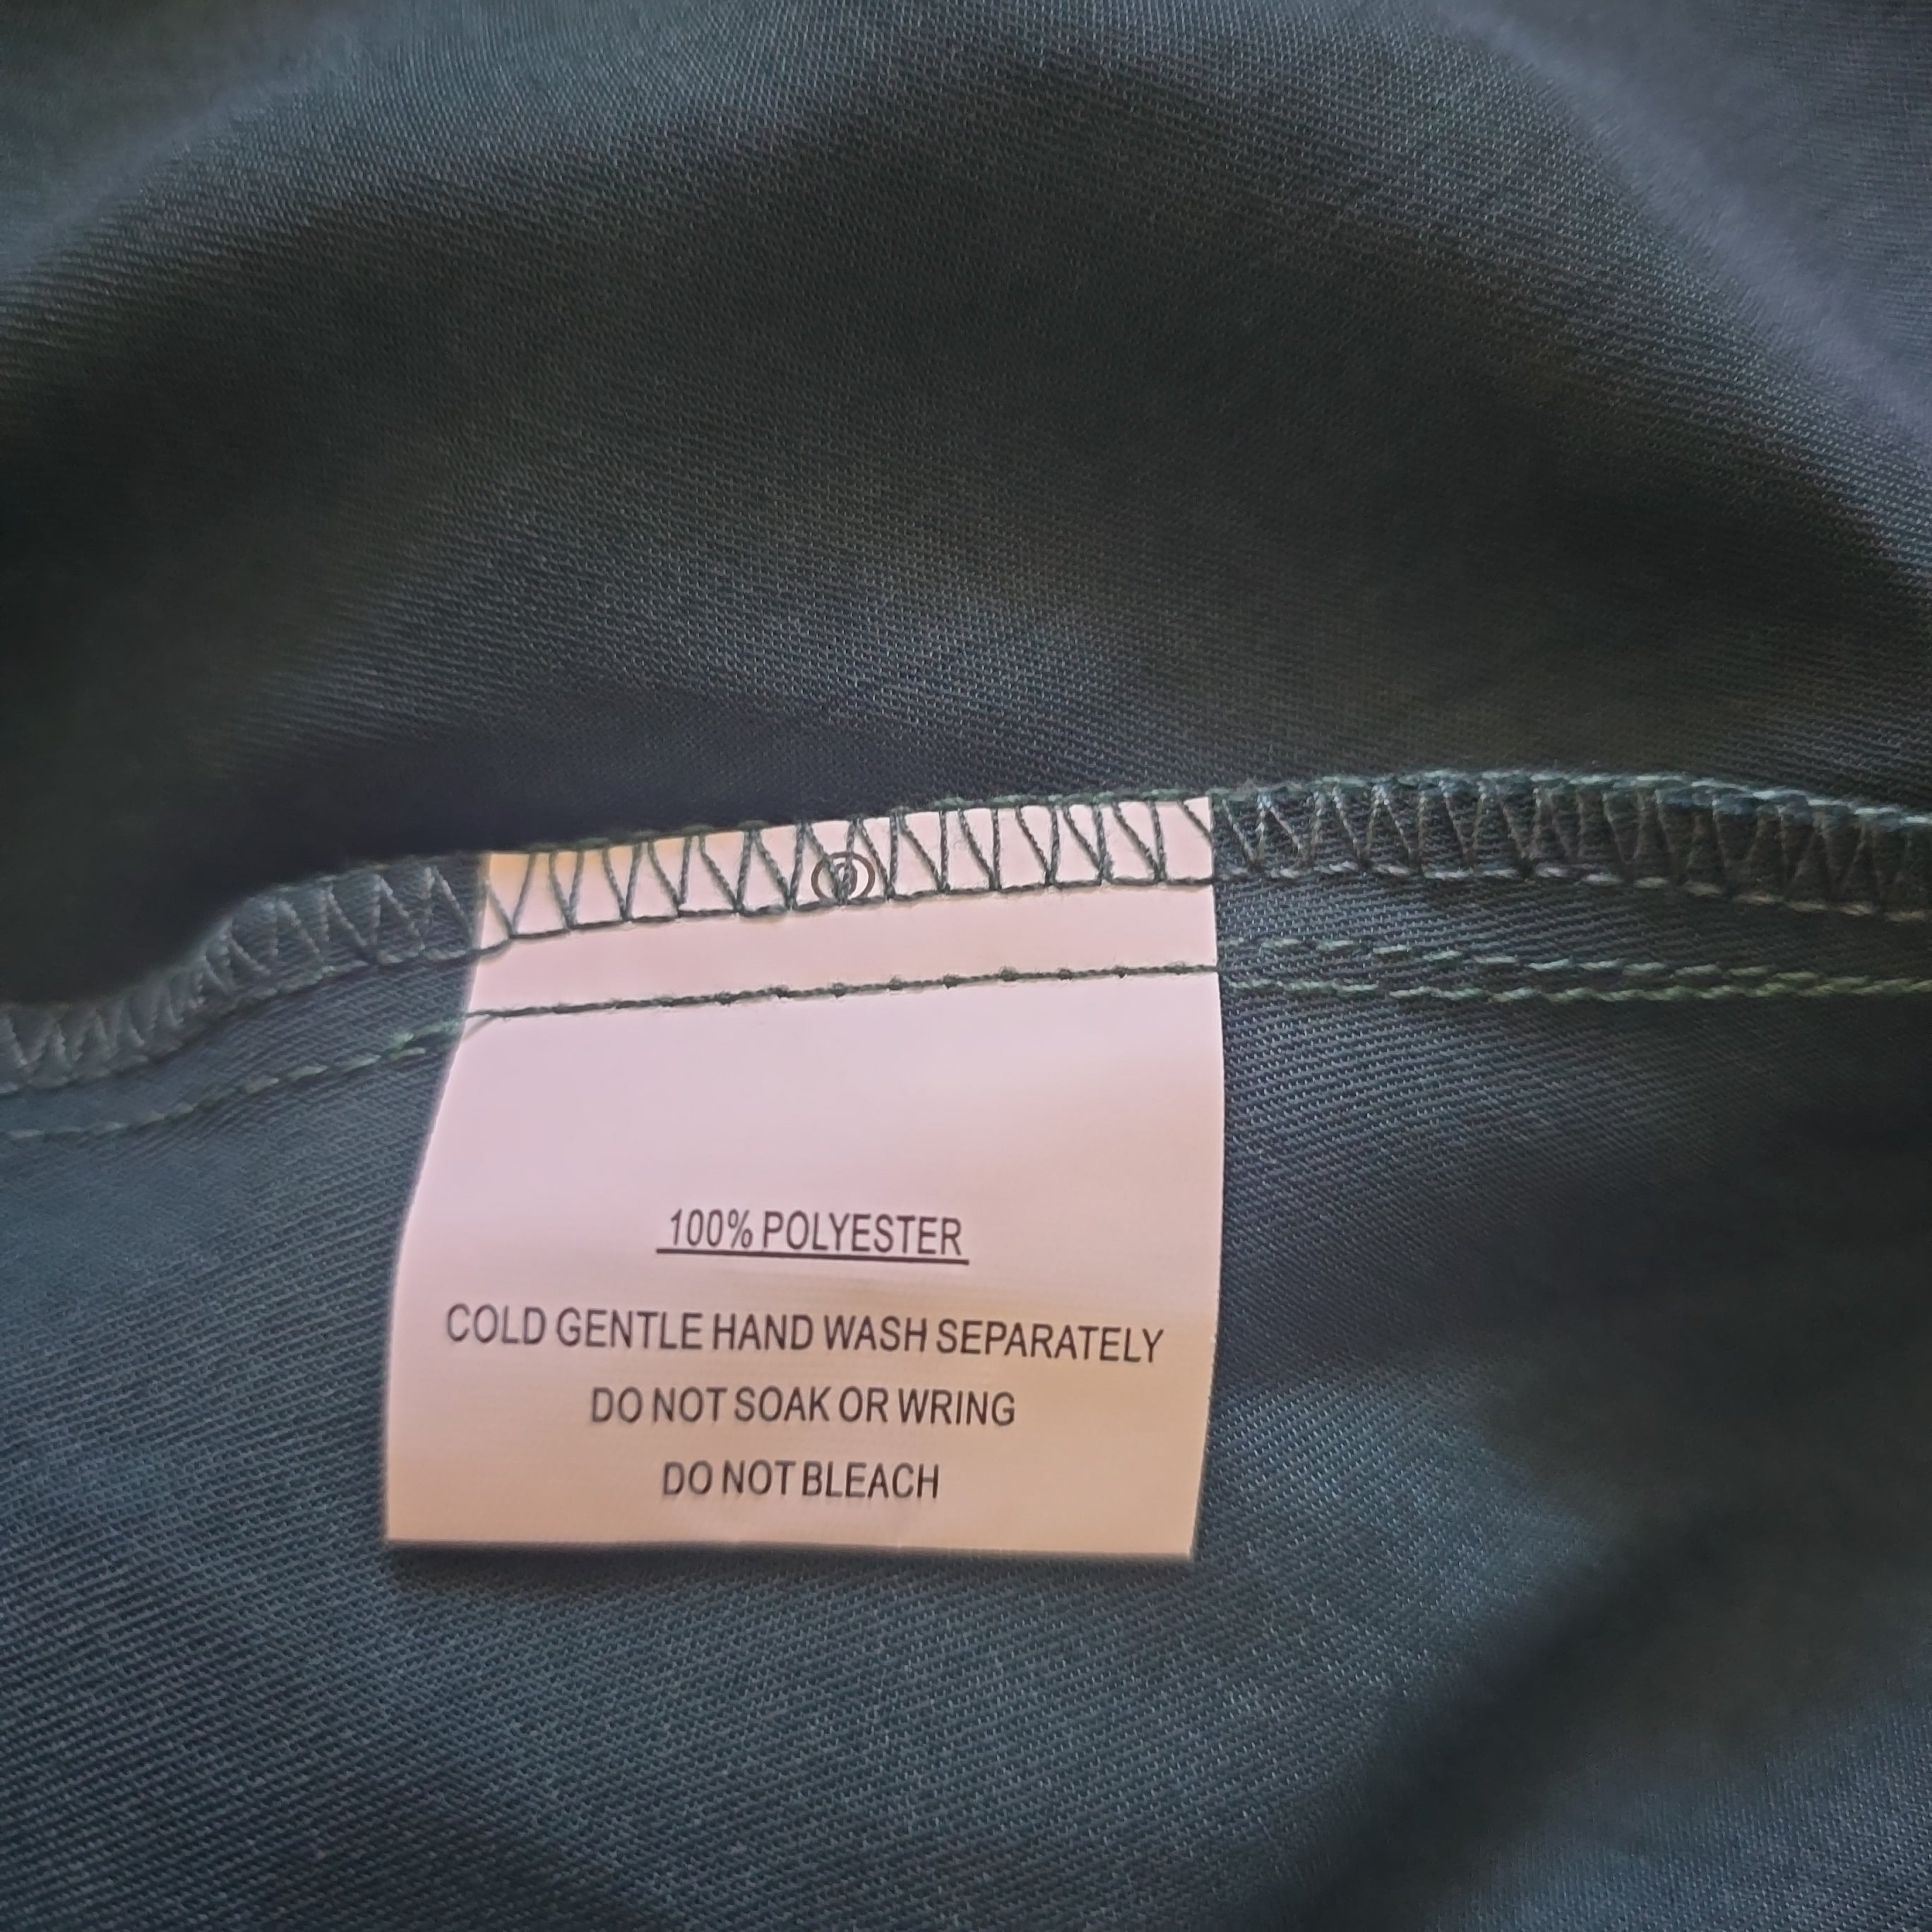 100% POLYESTER
COLD GENTLE HAND WASH SEPARATELY
DO NOT SOAK OR WRING
DO NOT BLEACH